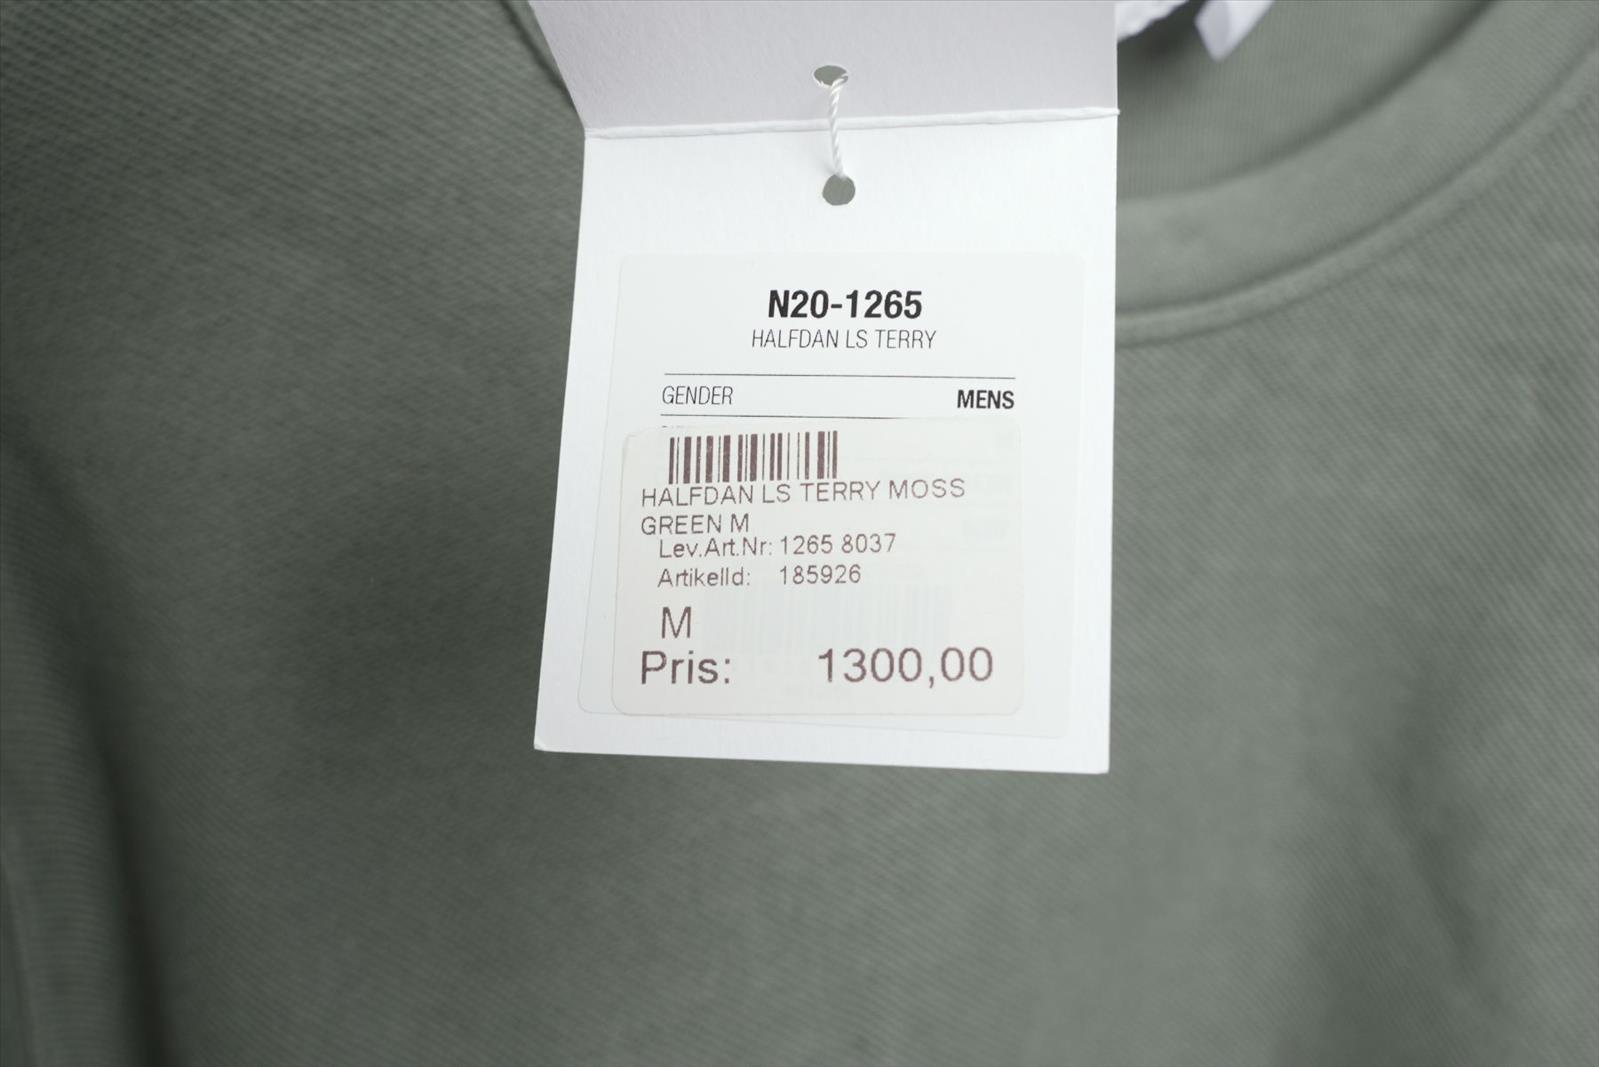 N20-1265
HALFDAN LS TERRY
GENDER MENS
HALFDAN LS TERRY MOSS
GREEN M
Lev.Art.Nr: 1265 8037
ArtikelId: 185926
M
Pris: 1300,00